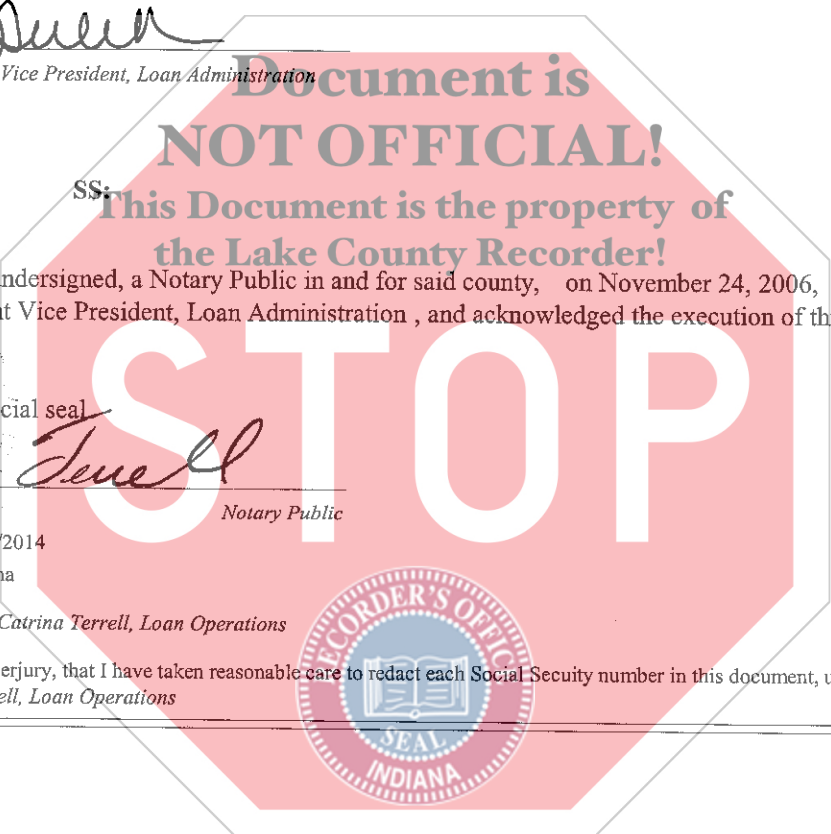 Vice President, Loan Administration
Document is
NOT OFFICIAL!
SS:
This Document is the property of
the Lake County Recorder!
ndersigned, a Notary Public in and for said county, on November 24, 2006,
t Vice President, Loan Administration , and acknowledged the execution of th
STOP
cial seal
Terrell
Notary Public
/2014
na
Catrina Terrell, Loan Operations
erjury, that I have taken reasonable care to redact each Social Secuity number in this document, u
ell, Loan Operations
RECORDER'S OFFICE
SEAL
INDIANA